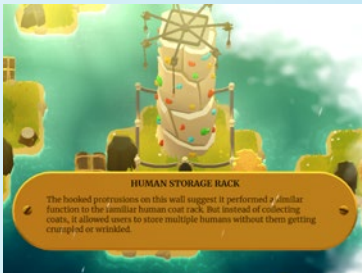 HUMAN STORAGE RACK
The hooked protrusions on this wall suggest it performed a similar
function to the familiar human coat rack. But instead of collecting
coats, it allowed users to store multiple humans without them getting
crumpled or wrinkled.